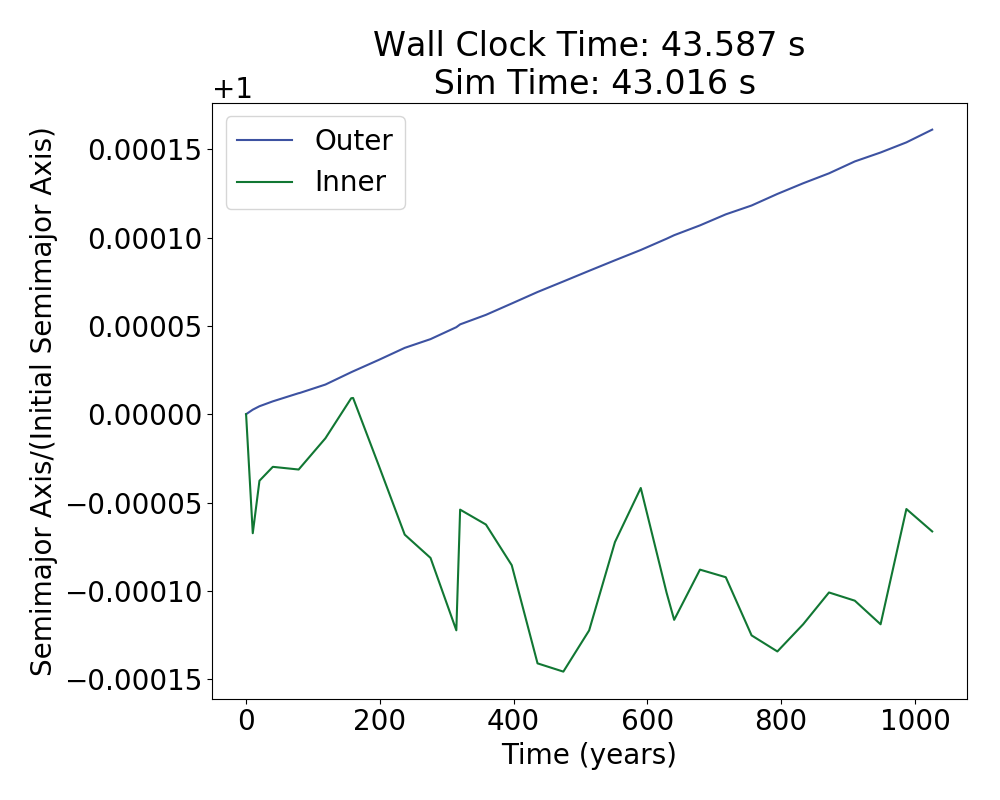 Wall Clock Time: 43.587 s
Sim Time: 43.016 s
+1
Outer
Inner
0.00015
0.00010
0.00005
0.00000
−0.00005
−0.00010
−0.00015
Semimajor Axis/(Initial Semimajor Axis)
0 200 400 600 800 1000
Time (years)